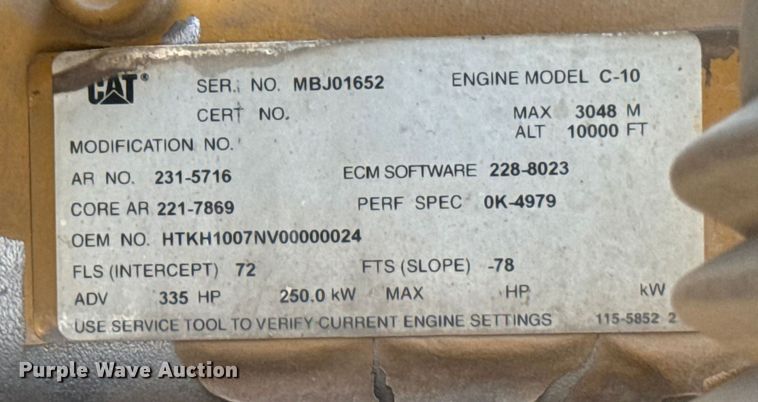 CAT® SER. NO. MBJ01652 ENGINE MODEL C-10
CERT NO. MAX 3048 M
ALT 10000 FT
MODIFICATION NO.
AR NO. 231-5716 ECM SOFTWARE 228-8023
CORE AR 221-7869 PERF SPEC 0K-4979
OEM NO. HTKH1007NV00000024
FLS (INTERCEPT) 72 FTS (SLOPE) -78
ADV 335 HP 250.0 kW MAX HP kW
USE SERVICE TOOL TO VERIFY CURRENT ENGINE SETTINGS 115-5852 2
Purple Wave Auction